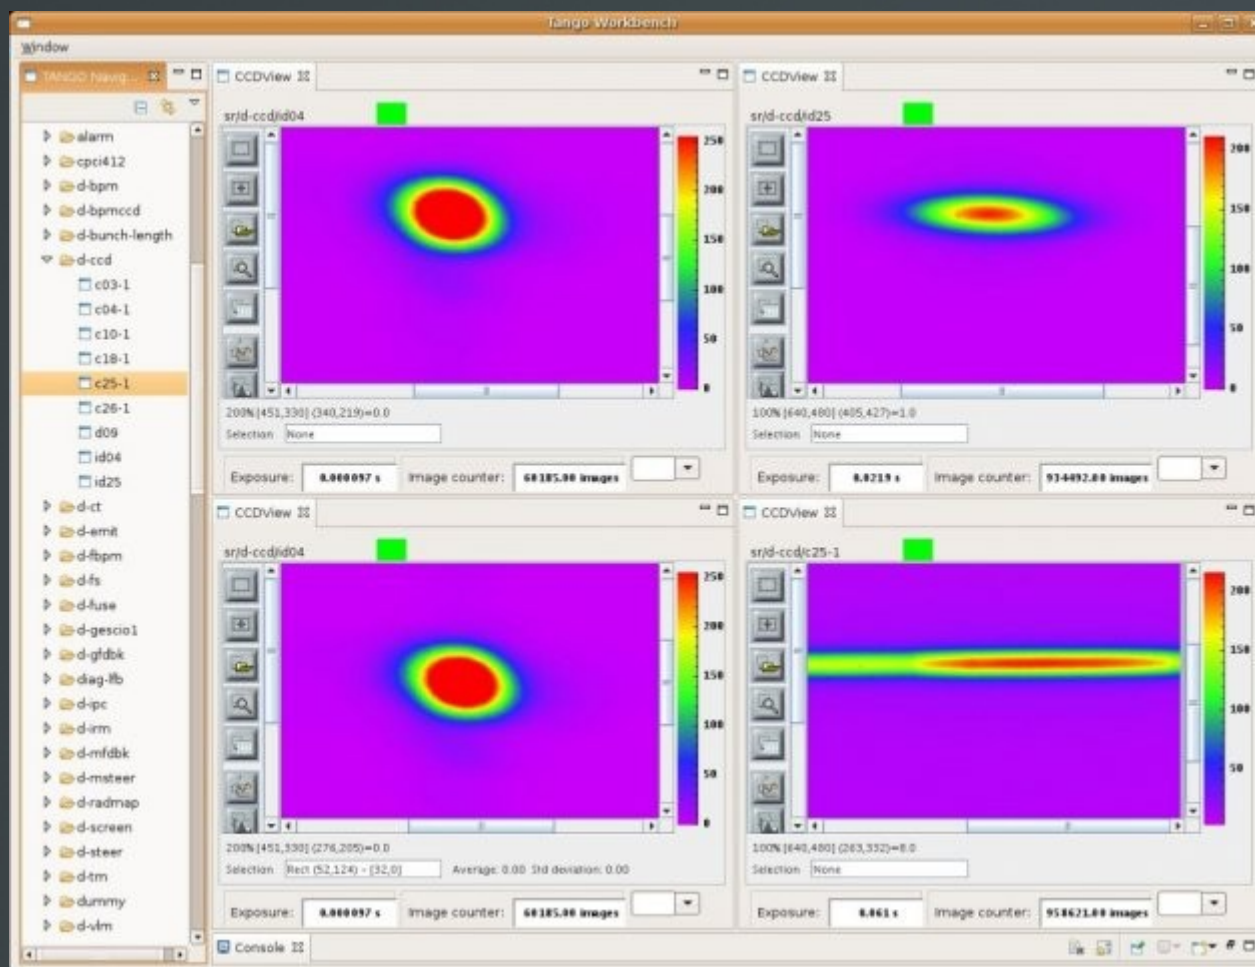 Tango Workbench
Window
TANGO Navig...
alarm
cpci412
d-bpm
d-bpmccd
d-bunch-length
d-ccd
c03-1
c04-1
c10-1
c18-1
c25-1
c26-1
d09
id04
id25
d-ct
d-emit
d-fbpm
d-fs
d-fuse
d-gescio1
d-gfdbk
diag-lfb
d-ipc
d-irm
d-mfdbk
d-msteer
d-radmap
d-screen
d-steer
d-tm
dummy
d-vlm
CCDView
sr/d-ccd/id04
250
200
150
100
50
0
200% [451,330] (340,219)=0.0
Selection None
Exposure: 0.000097 s Image counter: 60185.00 images
CCDView
sr/d-ccd/id25
200
150
100
50
0
100% [640,480] (405,427)=1.0
Selection None
Exposure: 0.0219 s Image counter: 934492.00 images
CCDView
sr/d-ccd/id04
250
200
150
100
50
0
200% [451,330] (276,205)=0.0
Selection Rect (52,124) - [32,0] Average: 0.00 Std deviation: 0.00
Exposure: 0.000097 s Image counter: 60185.00 images
CCDView
sr/d-ccd/c25-1
200
150
100
50
100% [640,480] (263,332)=8.0
Selection None
Exposure: 0.061 s Image counter: 958621.00 images
Console